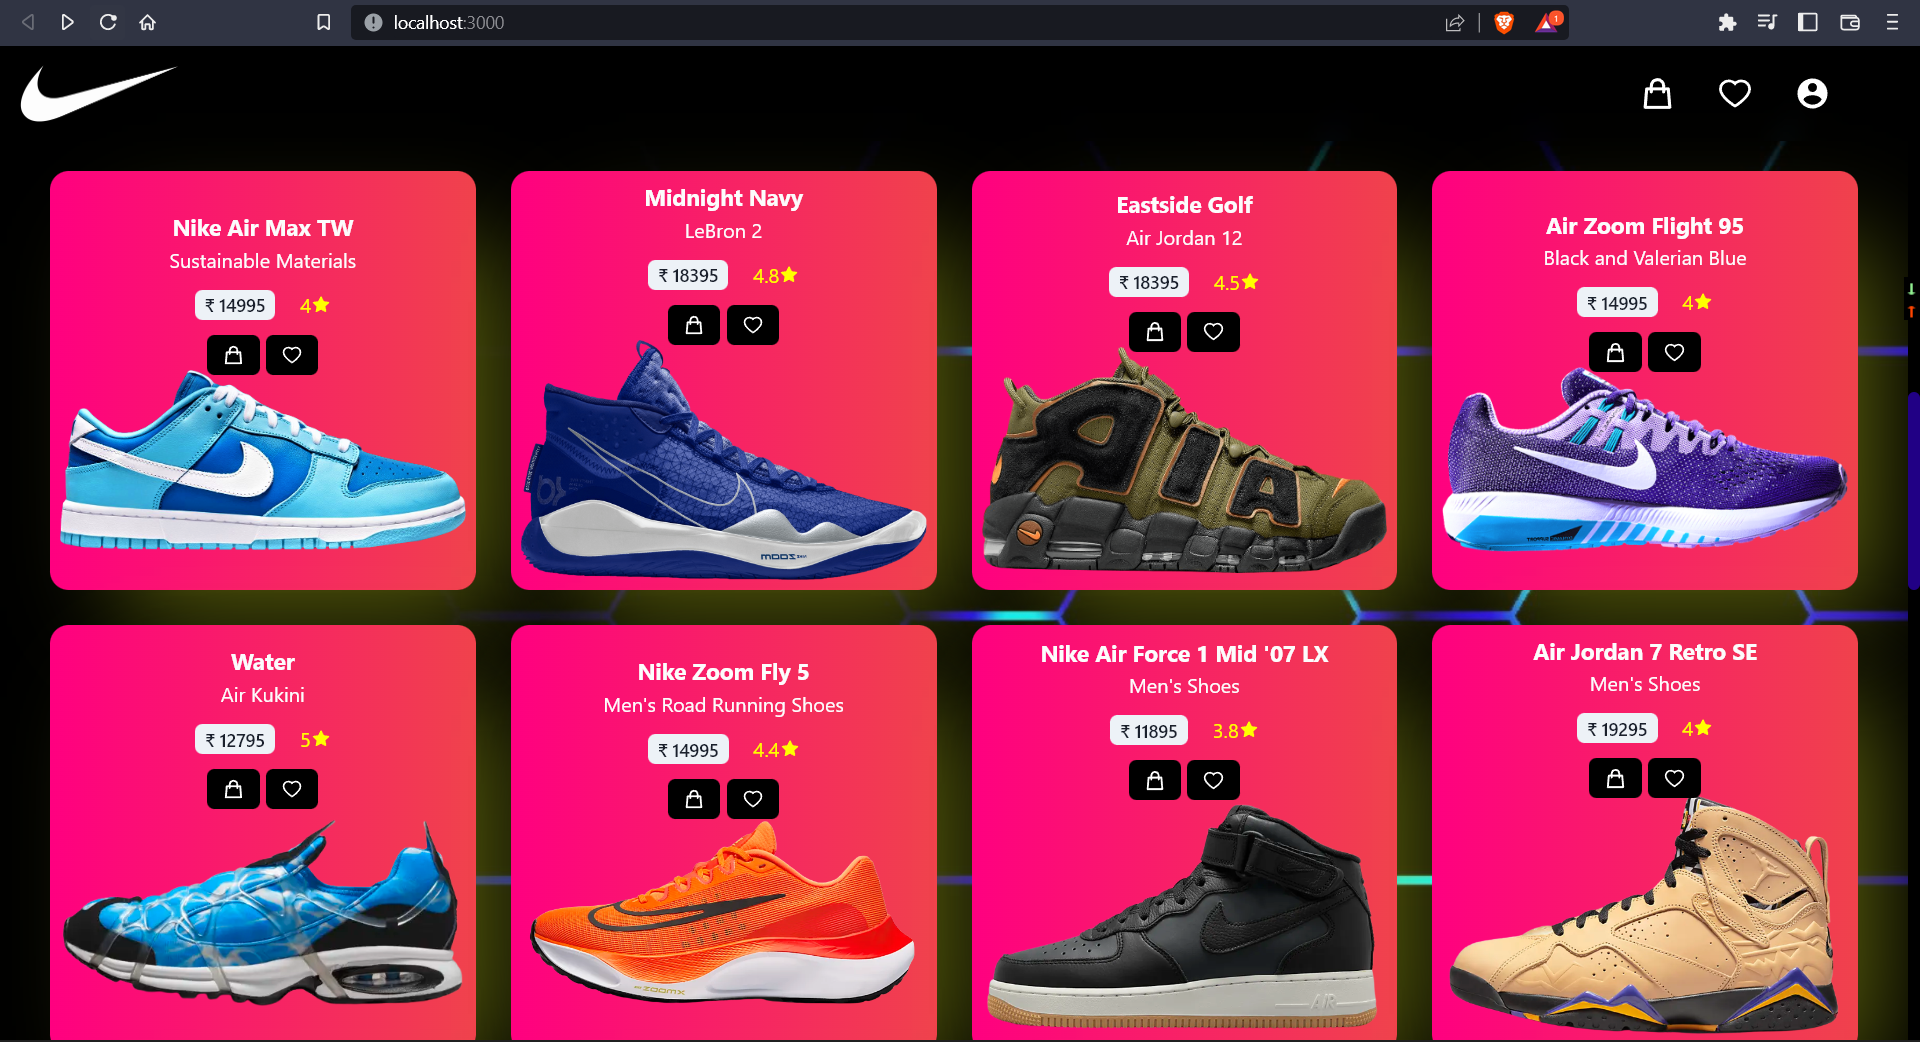 localhost:3000
1
Nike Air Max TW
Sustainable Materials
₹ 14995 4
Midnight Navy
LeBron 2
₹ 18395 4.8
Eastside Golf
Air Jordan 12
₹ 18395 4.5
Air Zoom Flight 95
Black and Valerian Blue
₹ 14995 4
Water
Air Kukini
₹ 12795 5
Nike Zoom Fly 5
Men's Road Running Shoes
₹ 14995 4.4
Nike Air Force 1 Mid '07 LX
Men's Shoes
₹ 11895 3.8
AIR
Air Jordan 7 Retro SE
Men's Shoes
₹ 19295 4